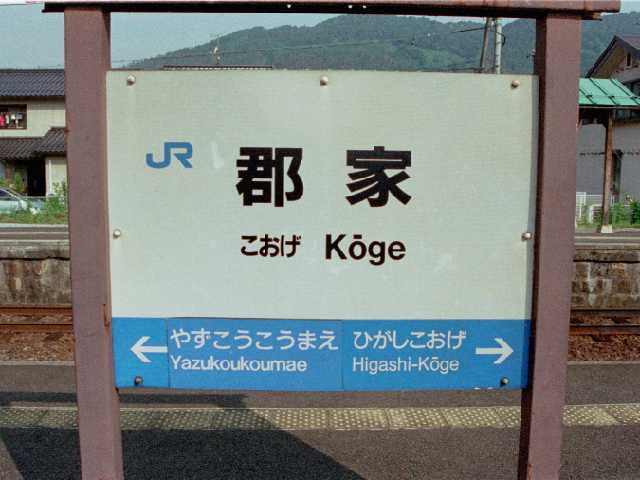 JR 郡家
こおげ Kōge
← やずこうこうまえ ひがしこおげ →
Yazukoukoumae Higashi-Kōge